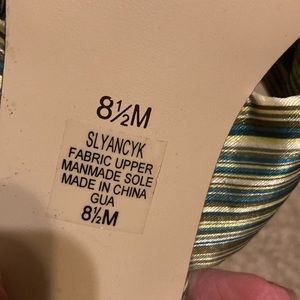 8½M
SLYANCYK
FABRIC UPPER
MANMADE SOLE
MADE IN CHINA
GUA
8½M